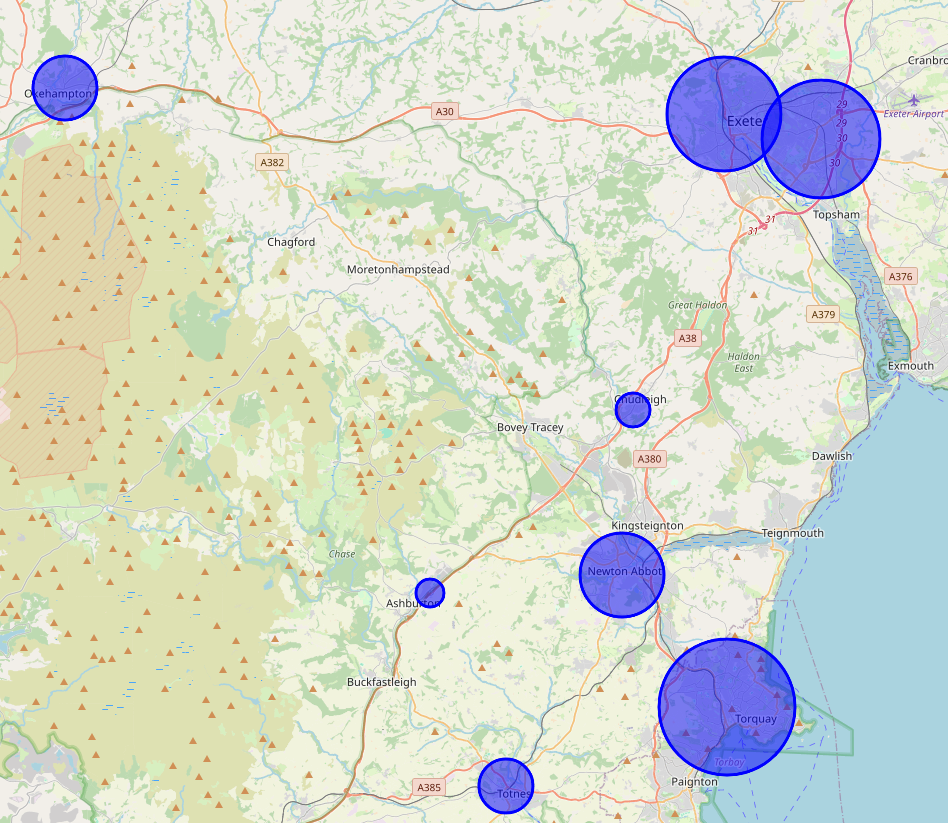 Okehampton
A30
Exeter
29
29
30
30
Cranbro
Exeter Airport
A382
Topsham
31
31
Chagford
Moretonhampstead
A376
Great Haldon
A379
A38
Haldon
East
Exmouth
Chudleigh
Bovey Tracey
A380
Dawlish
Kingsteignton
Teignmouth
Chase
Newton Abbot
Ashburton
Buckfastleigh
Torquay
Torbay
Paignton
A385
Totnes